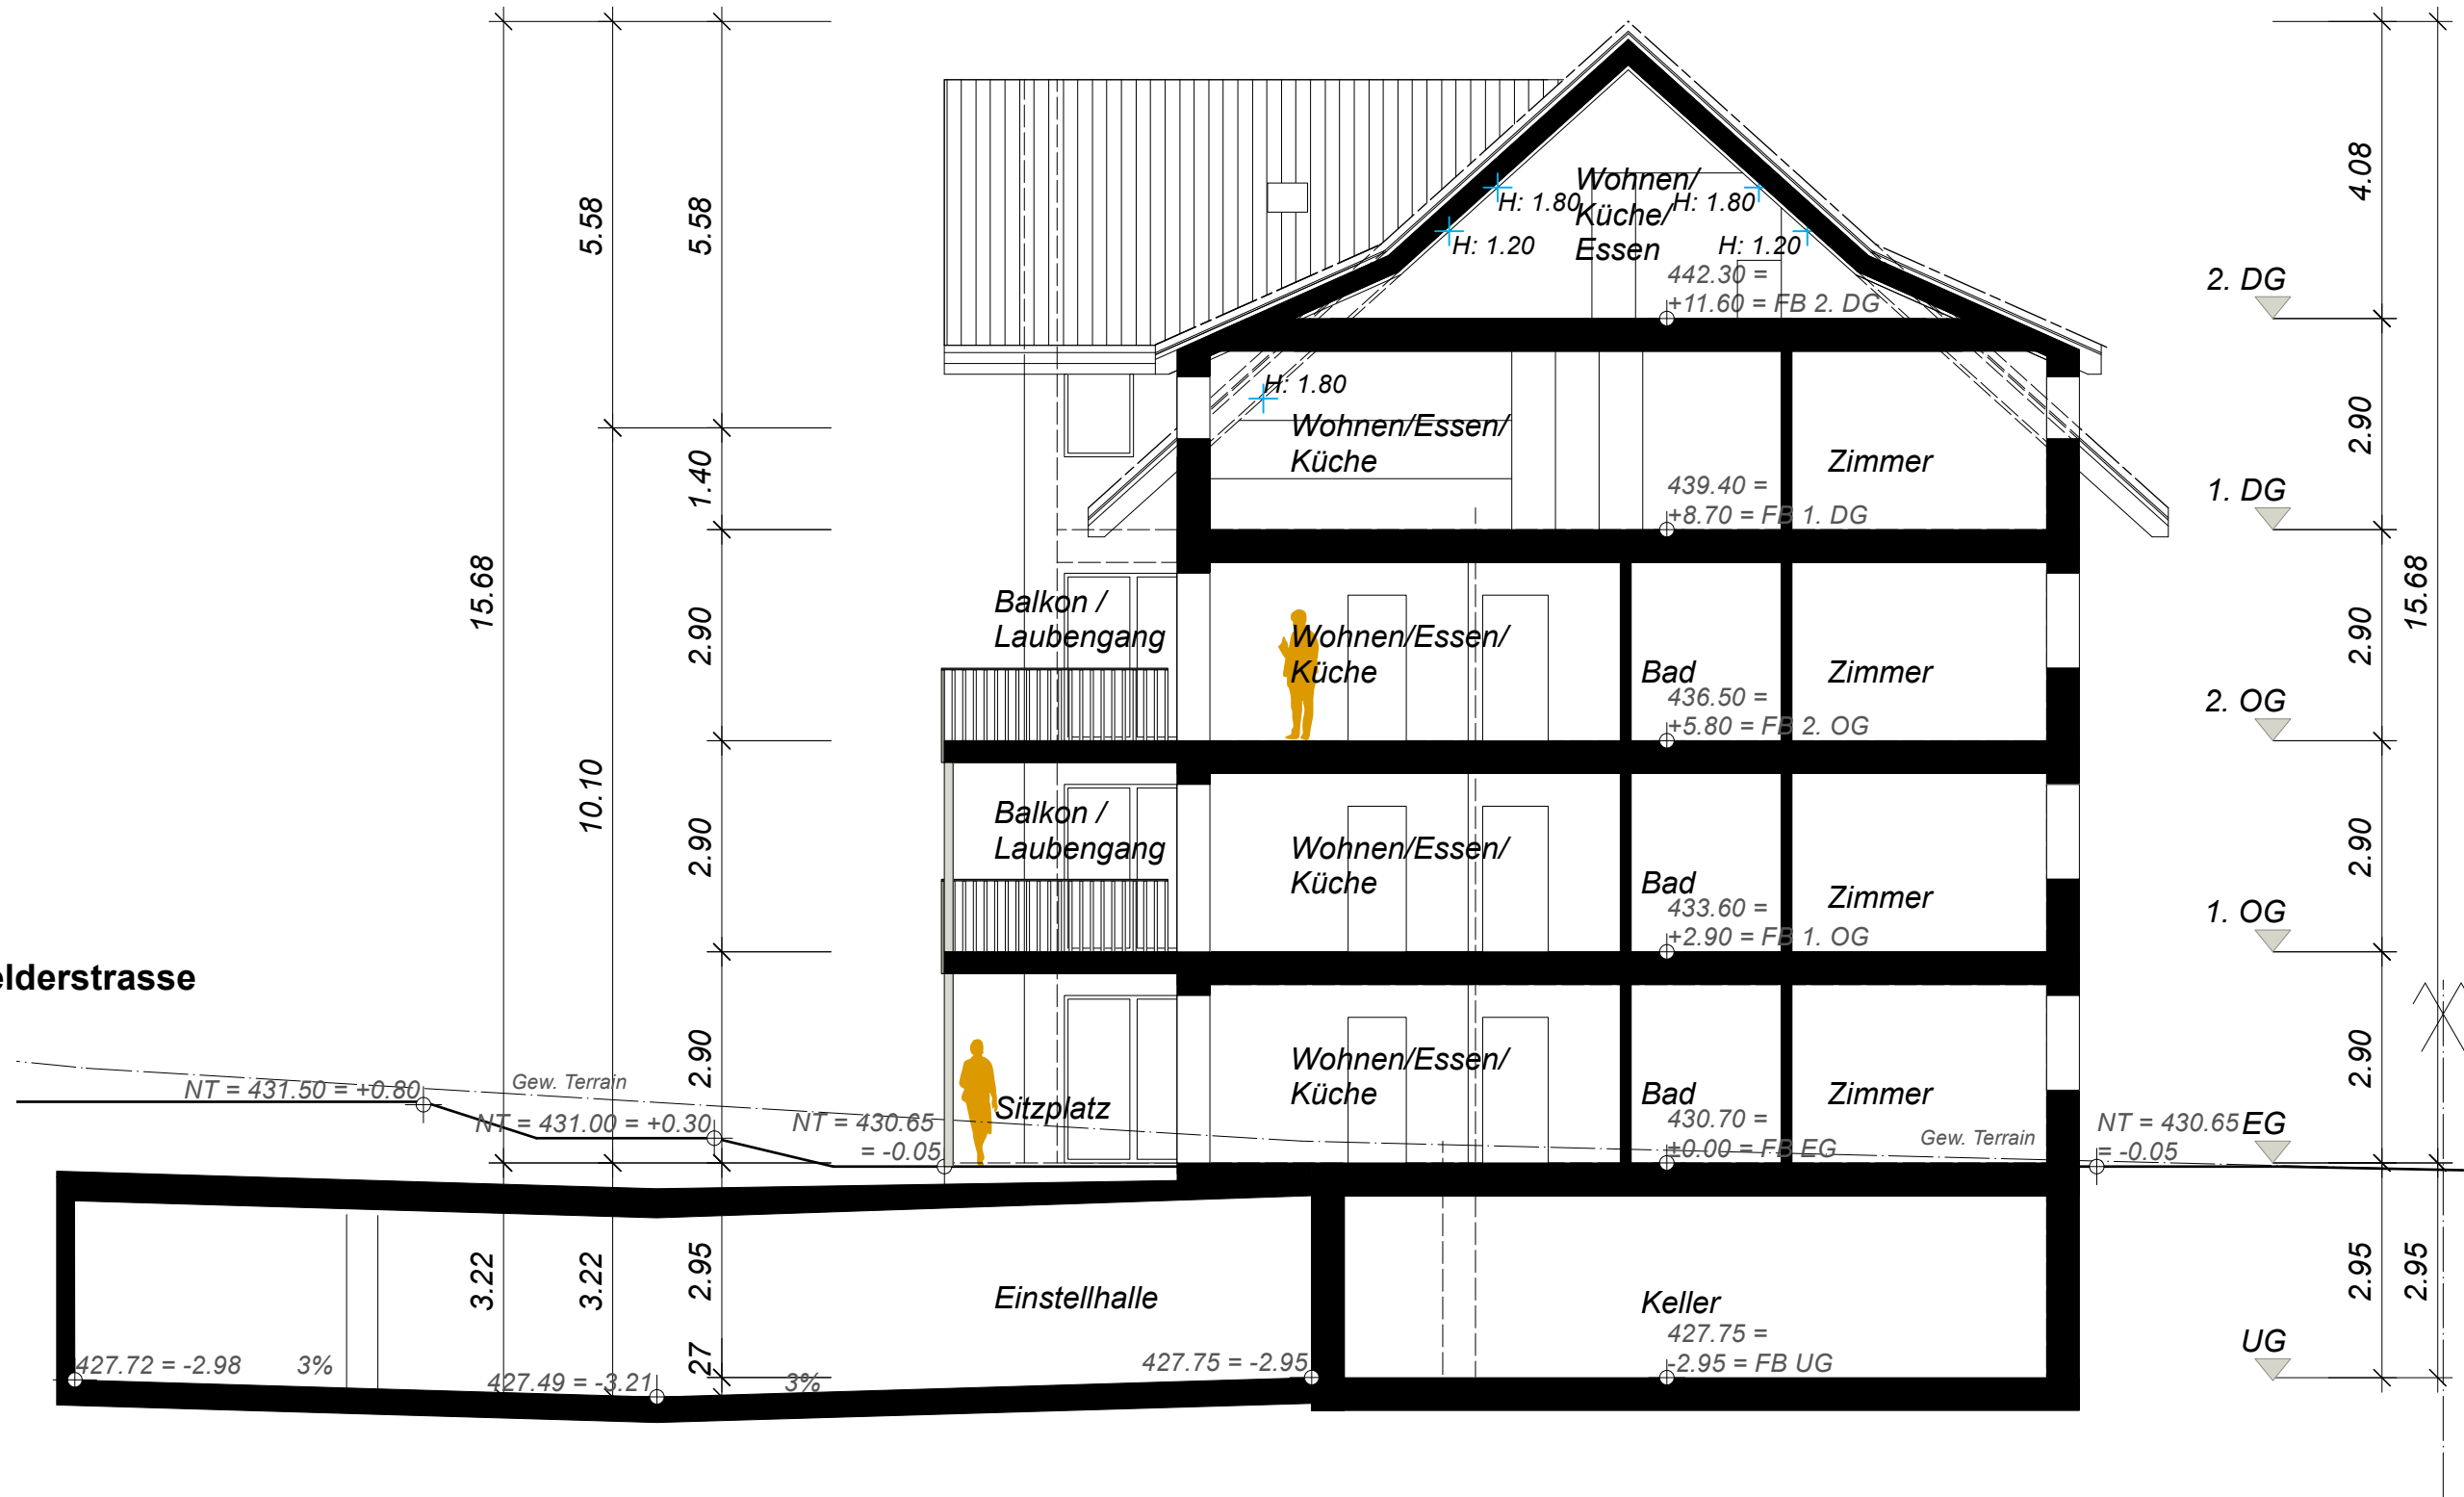 5.58
5.58
15.68
1.40
2.90
10.10
2.90
2.90
3.22
3.22
2.95
27
4.08
2.90
2.90
15.68
2.90
2.90
2.95
2.95
Wohnen/
Küche/
Essen
H: 1.80
H: 1.80
H: 1.20
H: 1.20
442.30 =
+11.60 = FB 2. DG
2. DG
H: 1.80
Wohnen/Essen/
Küche
Zimmer
439.40 =
+8.70 = FB 1. DG
1. DG
Balkon /
Laubengang
Wohnen/Essen/
Küche
Bad
Zimmer
436.50 =
+5.80 = FB 2. OG
2. OG
Balkon /
Laubengang
Wohnen/Essen/
Küche
Bad
Zimmer
433.60 =
+2.90 = FB 1. OG
1. OG
elderstrasse
NT = 431.50 = +0.80
Gew. Terrain
NT = 431.00 = +0.30
NT = 430.65
= -0.05
Sitzplatz
Wohnen/Essen/
Küche
Bad
Zimmer
430.70 =
±0.00 = FB EG
Gew. Terrain
NT = 430.65
= -0.05
EG
Einstellhalle
Keller
427.75 =
-2.95 = FB UG
427.72 = -2.98
3%
427.49 = -3.21
3%
427.75 = -2.95
UG